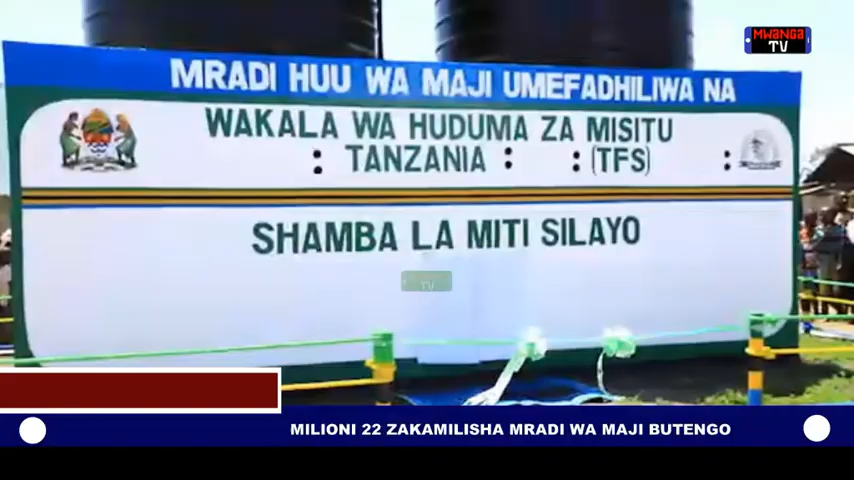 MWANGA
TV
MRADI HUU WA MAJI UMEFADHILIWA NA
WAKALA WA HUDUMA ZA MISITU
: TANZANIA : : (TFS) :
SHAMBA LA MITI SILAYO
TV
MILIONI 22 ZAKAMILISHA MRADI WA MAJI BUTENGO